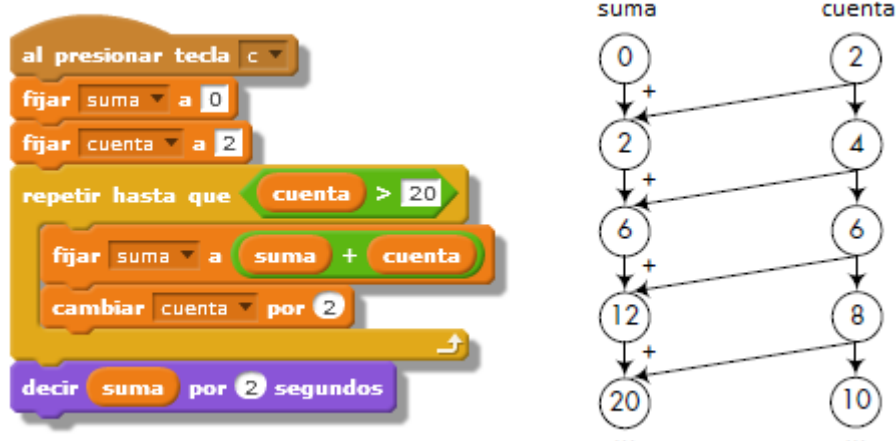 al presionar tecla c
fijar suma a 0
fijar cuenta a 2
repetir hasta que cuenta > 20
fijar suma a suma + cuenta
cambiar cuenta por 2
decir suma por 2 segundos
suma cuenta
0 2
+
2 4
+
6 6
+
12 8
+
20 10
... ...